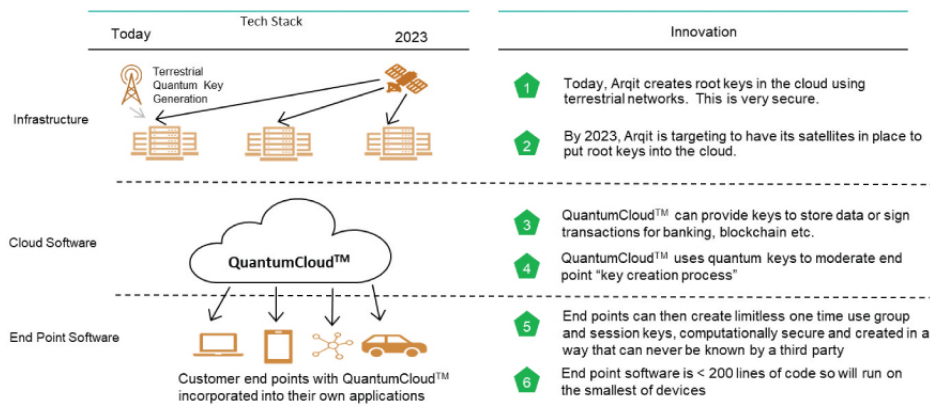 Tech Stack
Today
2023
Innovation
Terrestrial
Quantum Key
Generation
Infrastructure
1
Today, Arqit creates root keys in the cloud using
terrestrial networks. This is very secure.
2
By 2023, Arqit is targeting to have its satellites in place to
put root keys into the cloud.
Cloud Software
QuantumCloud™
3
QuantumCloud™ can provide keys to store data or sign
transactions for banking, blockchain etc.
4
QuantumCloud™ uses quantum keys to moderate end
point “key creation process”
End Point Software
Customer end points with QuantumCloud™
incorporated into their own applications
5
End points can then create limitless one time use group
and session keys, computationally secure and created in a
way that can never be known by a third party
6
End point software is < 200 lines of code so will run on
the smallest of devices